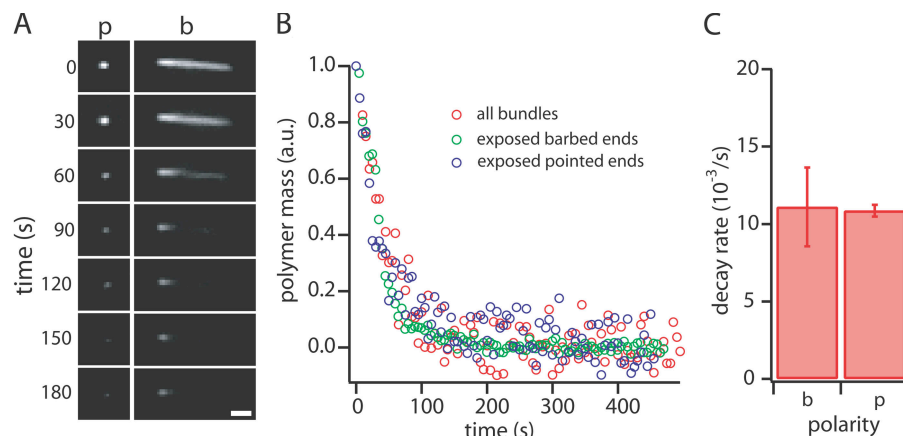 A
p
b
0
30
60
90
120
150
180
time (s)
B
1.0
0.8
0.6
0.4
0.2
0.0
polymer mass (a.u.)
all bundles
exposed barbed ends
exposed pointed ends
0
100
200
300
400
time (s)
C
20
15
10
5
0
decay rate (10⁻³/s)
b
p
polarity